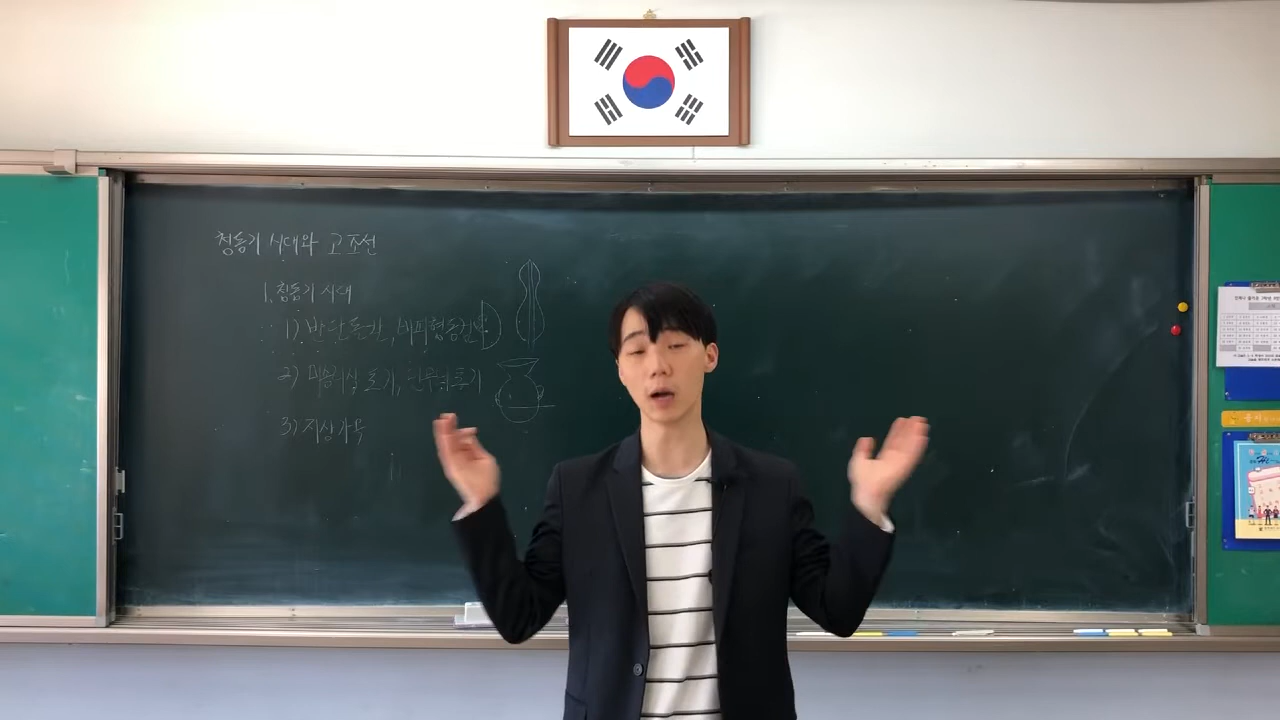 청동기 시대와 고조선
1. 청동기 시대
1) 반달돌칼, 비파형동검
2) 미송리식 토기, 민무늬토기
3) 지상가옥